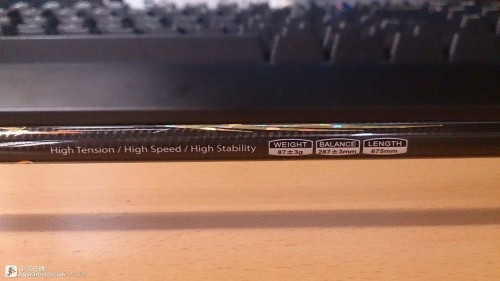 High Tension / High Speed / High Stability
WEIGHT
87±3g
BALANCE
287±3mm
LENGTH
675mm